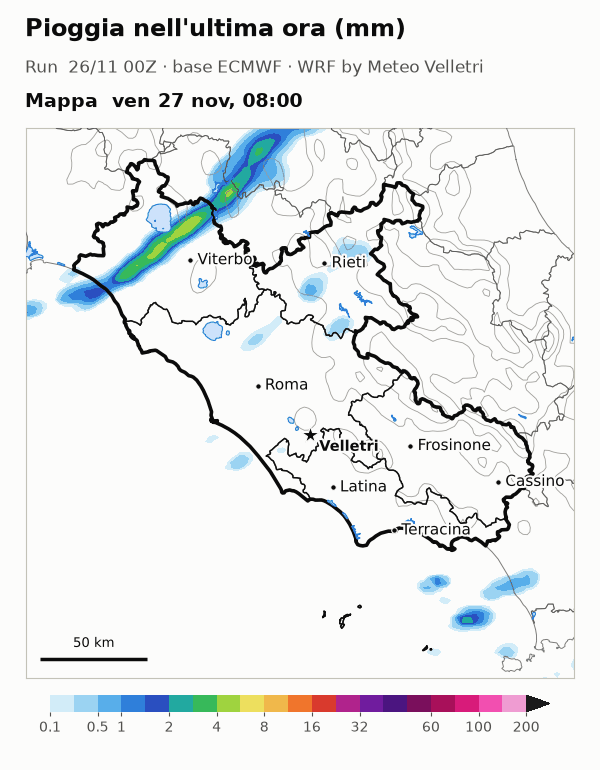 Pioggia nell'ultima ora (mm)
Run  26/11 00Z · base ECMWF · WRF by Meteo Velletri
Mappa  ven 27 nov, 08:00
Viterbo
Rieti
Roma
Velletri
Frosinone
Cassino
Latina
Terracina
50 km
0.1 0.5 1 2 4 8 16 32 60 100 200